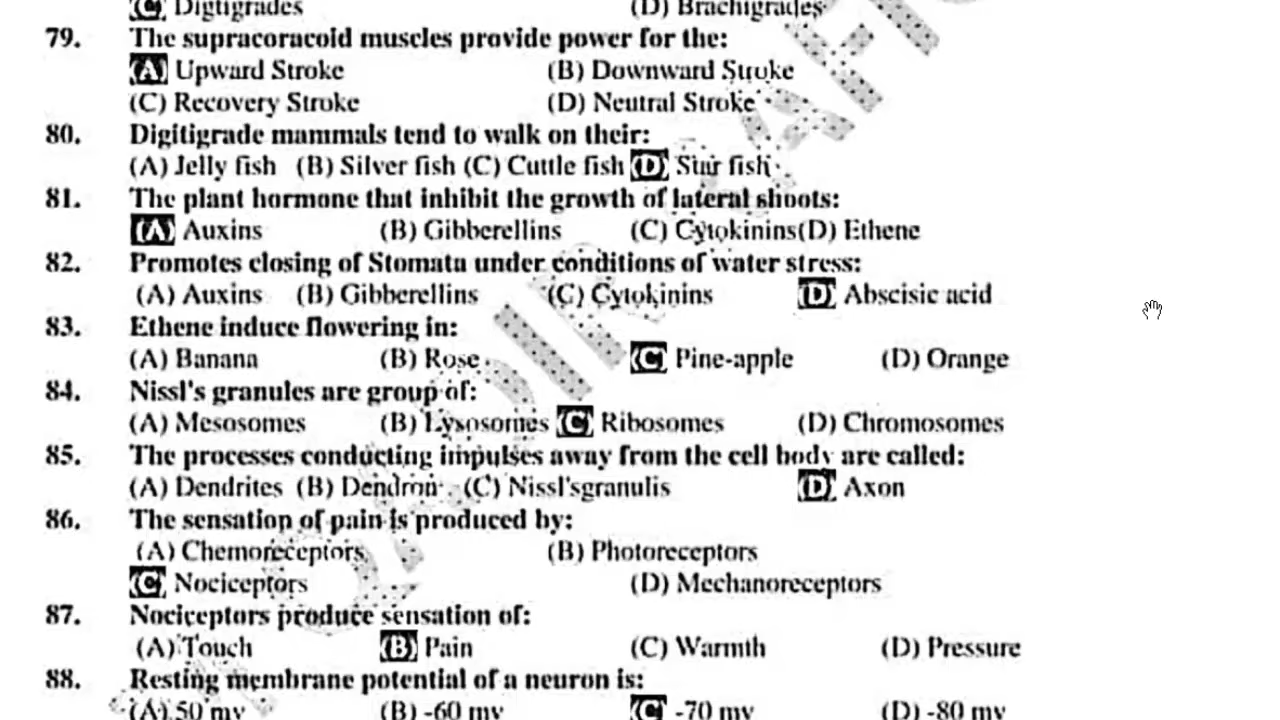 (C) Digitigrades (D) Brachigrades
79. The supracoracoid muscles provide power for the:
(A) Upward Stroke (B) Downward Stroke
(C) Recovery Stroke (D) Neutral Stroke
80. Digitigrade mammals tend to walk on their:
(A) Jelly fish (B) Silver fish (C) Cuttle fish (D) Star fish
81. The plant hormone that inhibit the growth of lateral shoots:
(A) Auxins (B) Gibberellins (C) Cytokinins(D) Ethene
82. Promotes closing of Stomata under conditions of water stress:
(A) Auxins (B) Gibberellins (C) Cytokinins (D) Abscisic acid
83. Ethene induce flowering in:
(A) Banana (B) Rose (C) Pine-apple (D) Orange
84. Nissl's granules are group of:
(A) Mesosomes (B) Lysosomes (C) Ribosomes (D) Chromosomes
85. The processes conducting impulses away from the cell body are called:
(A) Dendrites (B) Dendron (C) Nissl'sgranulis (D) Axon
86. The sensation of pain is produced by:
(A) Chemoreceptors (B) Photoreceptors
(C) Nociceptors (D) Mechanoreceptors
87. Nociceptors produce sensation of:
(A) Touch (B) Pain (C) Warmth (D) Pressure
88. Resting membrane potential of a neuron is:
(A) 50 mv (B) -60 mv (C) -70 mv (D) -80 mv